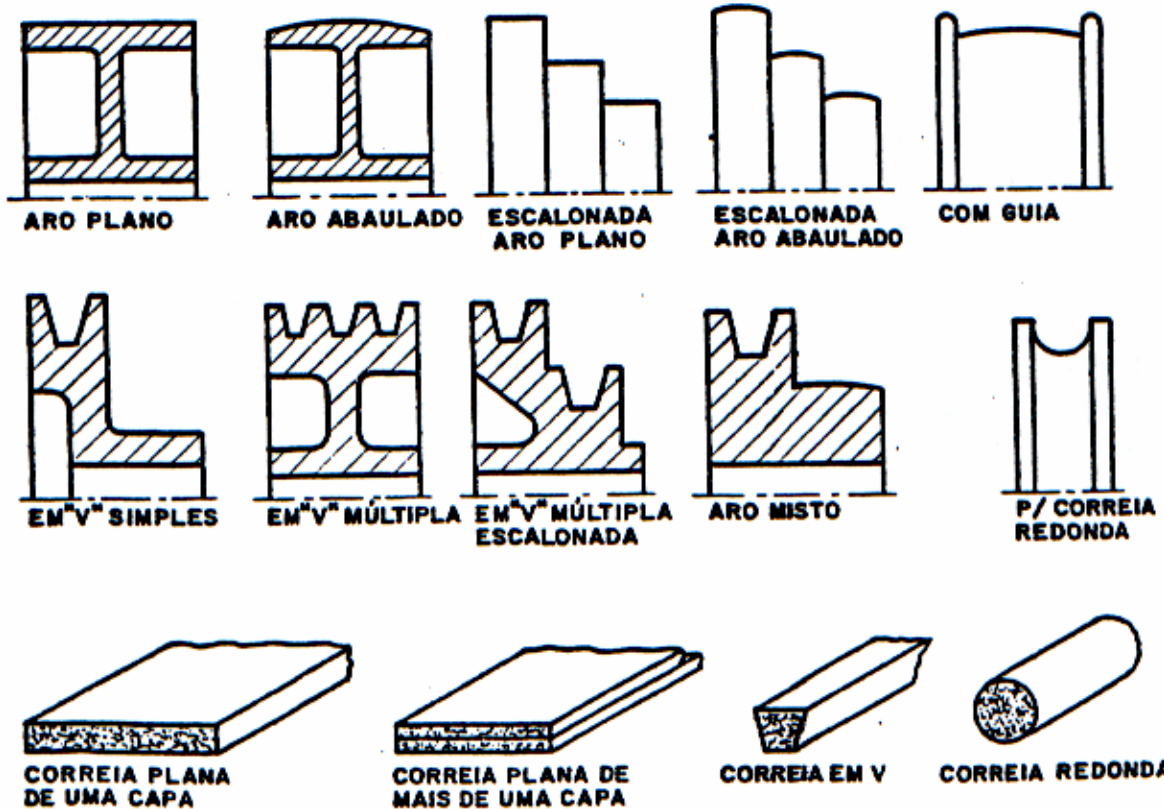 ARO PLANO
ARO ABAULADO
ESCALONADA
ARO PLANO
ESCALONADA
ARO ABAULADO
COM GUIA
EM"V" SIMPLES
EM"V" MÚLTIPLA
EM"V" MÚLTIPLA
ESCALONADA
ARO MISTO
P/ CORREIA
REDONDA
CORREIA PLANA
DE UMA CAPA
CORREIA PLANA DE
MAIS DE UMA CAPA
CORREIA EM V
CORREIA REDONDA